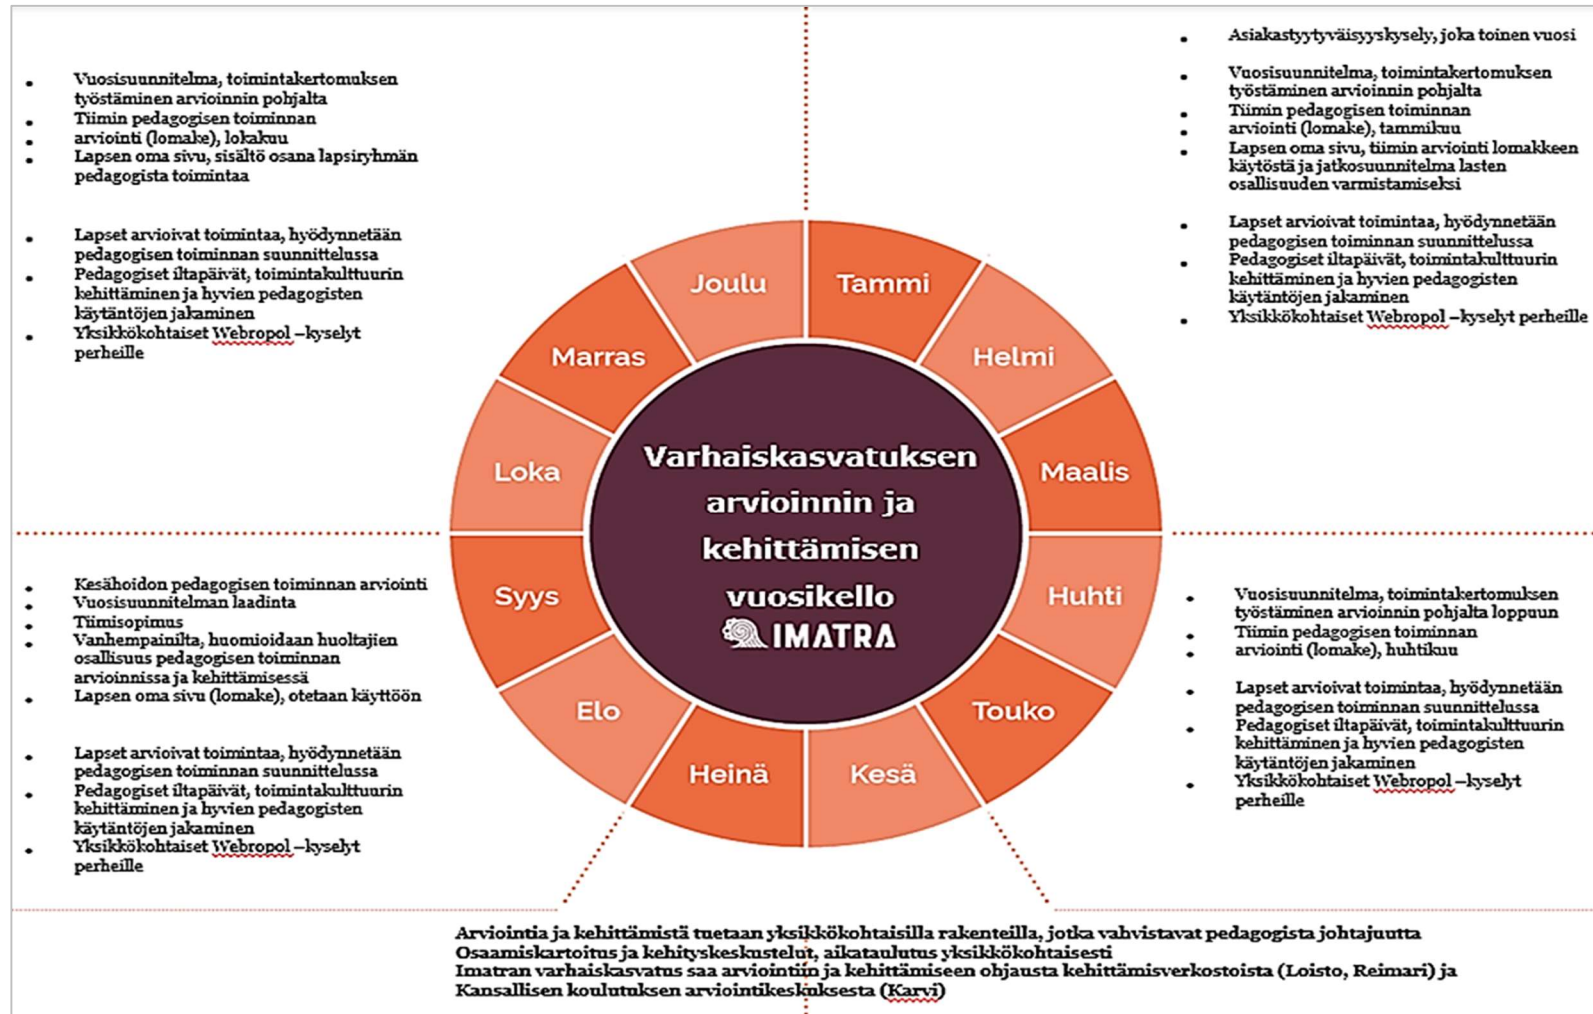 • Vuosisuunnitelma, toimintakertomuksen
työstäminen arvioinnin pohjalta
• Tiimin pedagogisen toiminnan
• arviointi (lomake), lokakuu
• Lapsen oma sivu, sisältö osana lapsiryhmän
pedagogista toimintaa
• Lapset arvioivat toimintaa, hyödynnetään
pedagogisen toiminnan suunnittelussa
• Pedagogiset iltapäivät, toimintakulttuurin
kehittäminen ja hyvien pedagogisten
käytäntöjen jakaminen
• Yksikkökohtaiset Webropol –kyselyt
perheille
• Asiakastyytyväisyyskysely, joka toinen vuosi
• Vuosisuunnitelma, toimintakertomuksen
työstäminen arvioinnin pohjalta
• Tiimin pedagogisen toiminnan
• arviointi (lomake), tammikuu
• Lapsen oma sivu, tiimin arviointi lomakkeen
käytöstä ja jatkosuunnitelma lasten
osallisuuden varmistamiseksi
• Lapset arvioivat toimintaa, hyödynnetään
pedagogisen toiminnan suunnittelussa
• Pedagogiset iltapäivät, toimintakulttuurin
kehittäminen ja hyvien pedagogisten
käytäntöjen jakaminen
• Yksikkökohtaiset Webropol –kyselyt perheille
Tammi
Helmi
Maalis
Huhti
Touko
Kesä
Heinä
Elo
Syys
Loka
Marras
Joulu
Varhaiskasvatuksen
arvioinnin ja
kehittämisen
vuosikello
IMATRA
• Kesähoidon pedagogisen toiminnan arviointi
• Vuosisuunnitelman laadinta
• Tiimisopimus
• Vanhempainilta, huomioidaan huoltajien
osallisuus pedagogisen toiminnan
arvioinnissa ja kehittämisessä
• Lapsen oma sivu (lomake), otetaan käyttöön
• Lapset arvioivat toimintaa, hyödynnetään
pedagogisen toiminnan suunnittelussa
• Pedagogiset iltapäivät, toimintakulttuurin
kehittäminen ja hyvien pedagogisten
käytäntöjen jakaminen
• Yksikkökohtaiset Webropol –kyselyt
perheille
• Vuosisuunnitelma, toimintakertomuksen
työstäminen arvioinnin pohjalta loppuun
• Tiimin pedagogisen toiminnan
• arviointi (lomake), huhtikuu
• Lapset arvioivat toimintaa, hyödynnetään
pedagogisen toiminnan suunnittelussa
• Pedagogiset iltapäivät, toimintakulttuurin
kehittäminen ja hyvien pedagogisten
käytäntöjen jakaminen
• Yksikkökohtaiset Webropol –kyselyt
perheille
Arviointia ja kehittämistä tuetaan yksikkökohtaisilla rakenteilla, jotka vahvistavat pedagogista johtajuutta
Osaamiskartoitus ja kehityskeskustelut, aikataulutus yksikkökohtaisesti
Imatran varhaiskasvatus saa arviointiin ja kehittämiseen ohjausta kehittämisverkostoista (Loisto, Reimari) ja
Kansallisen koulutuksen arviointikeskuksesta (Karvi)